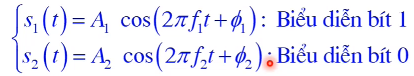 s₁(t) = A₁ cos(2πf₁t + ϕ₁): Biểu diễn bít 1
s₂(t) = A₂ cos(2πf₂t + ϕ₂): Biểu diễn bít 0